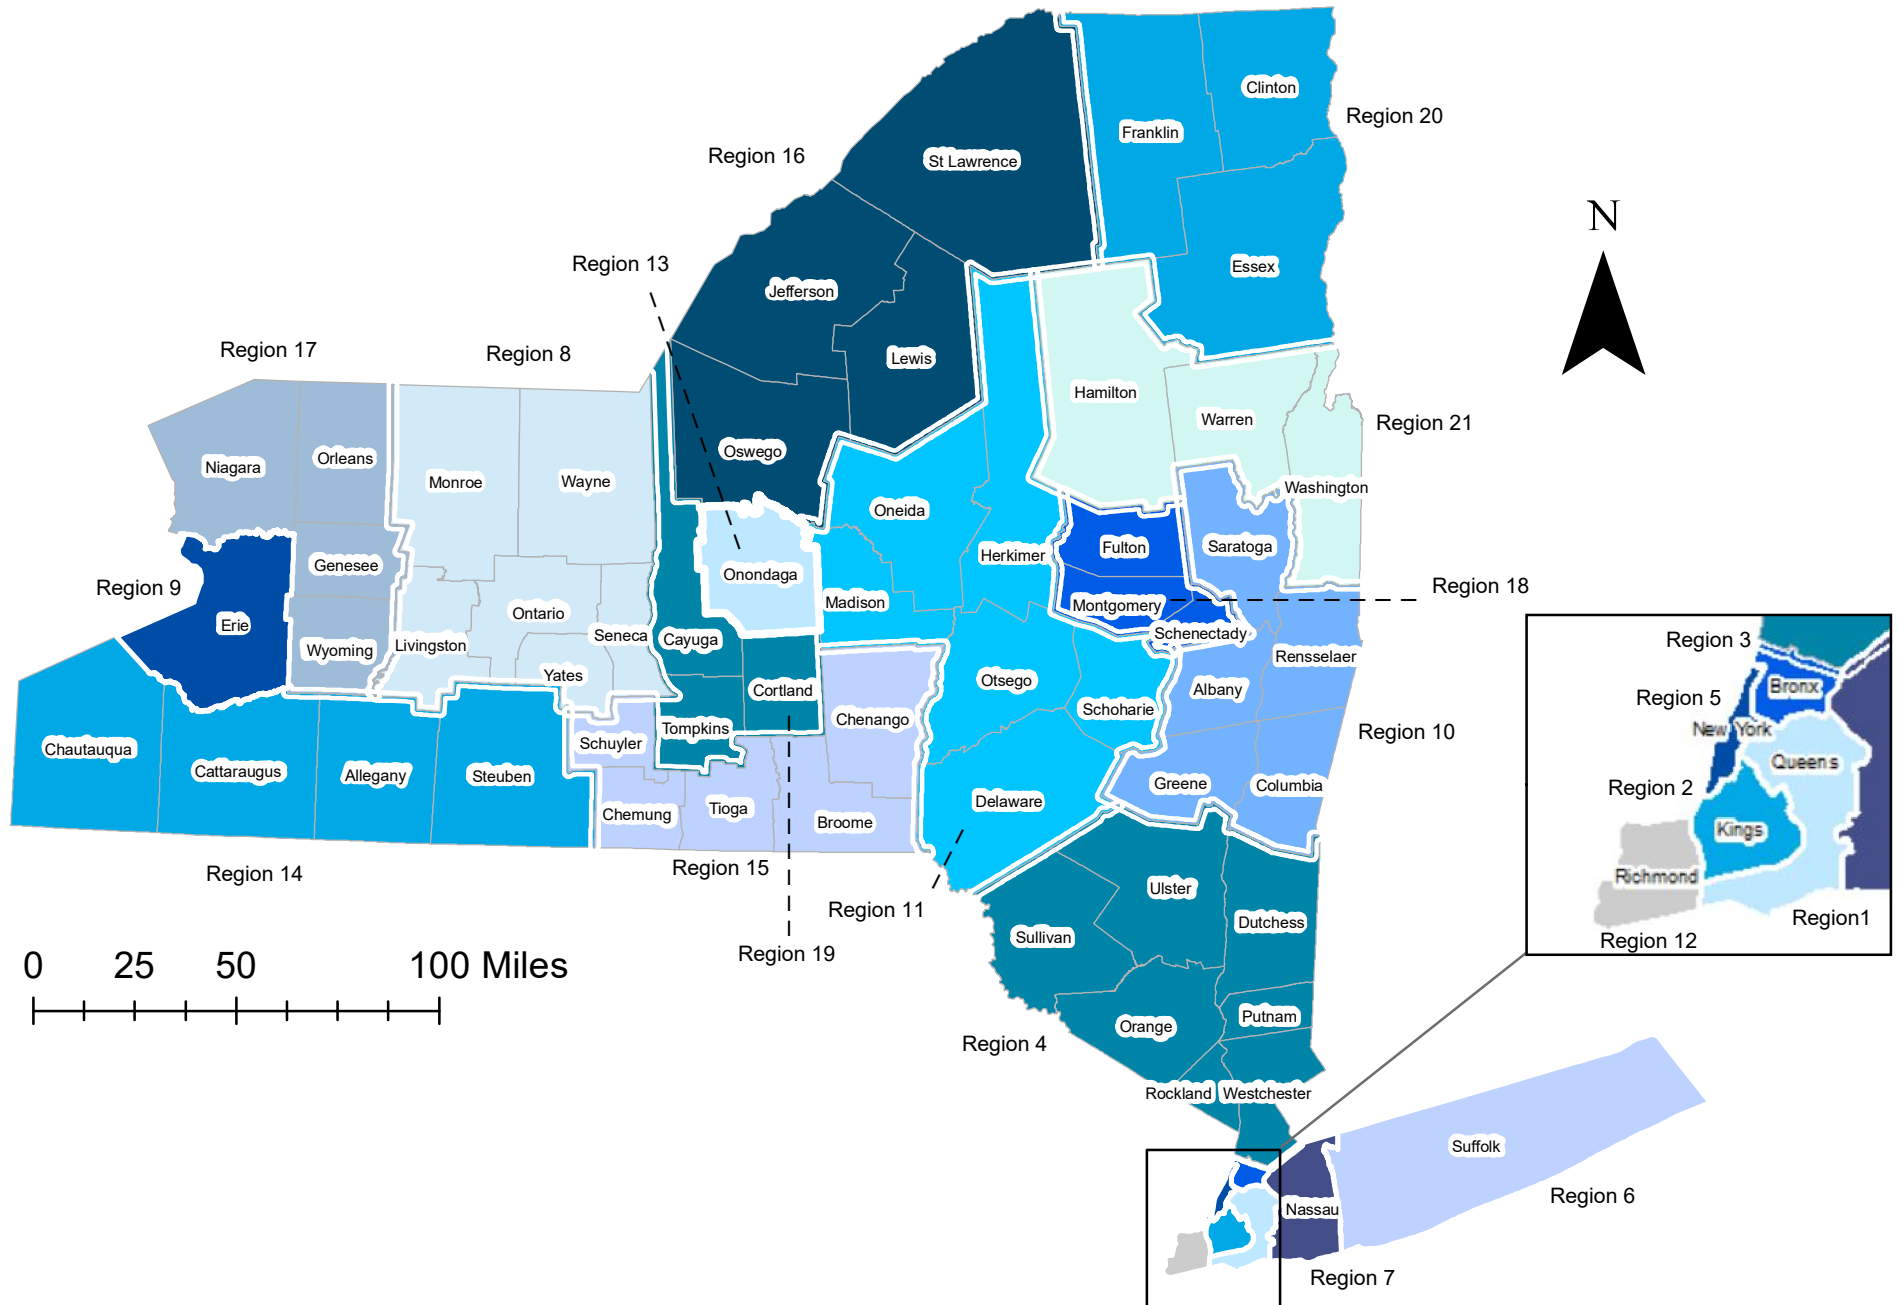 Clinton
Region 20
Franklin
Region 16
St Lawrence
N
Region 13
Essex
Jefferson
Region 17
Region 8
Lewis
Hamilton
Warren
Region 21
Oswego
Niagara
Orleans
Monroe
Wayne
Washington
Oneida
Fulton
Saratoga
Herkimer
Genesee
Onondaga
Region 9
Region 18
Madison
Montgomery
Ontario
Erie
Schenectady
Seneca
Cayuga
Livingston
Wyoming
Rensselaer
Yates
Otsego
Cortland
Albany
Schoharie
Chenango
Tompkins
Region 10
Schuyler
Chautauqua
Cattaraugus
Allegany
Steuben
Greene
Columbia
Delaware
Tioga
Chemung
Broome
Region 14
Region 15
Ulster
Region 11
Dutchess
Sullivan
Region 19
0 25 50 100 Miles
Putnam
Orange
Region 4
Rockland
Westchester
Suffolk
Region 6
Nassau
Region 7
Region 3
Bronx
Region 5
New York
Queens
Region 2
Kings
Richmond
Region1
Region 12